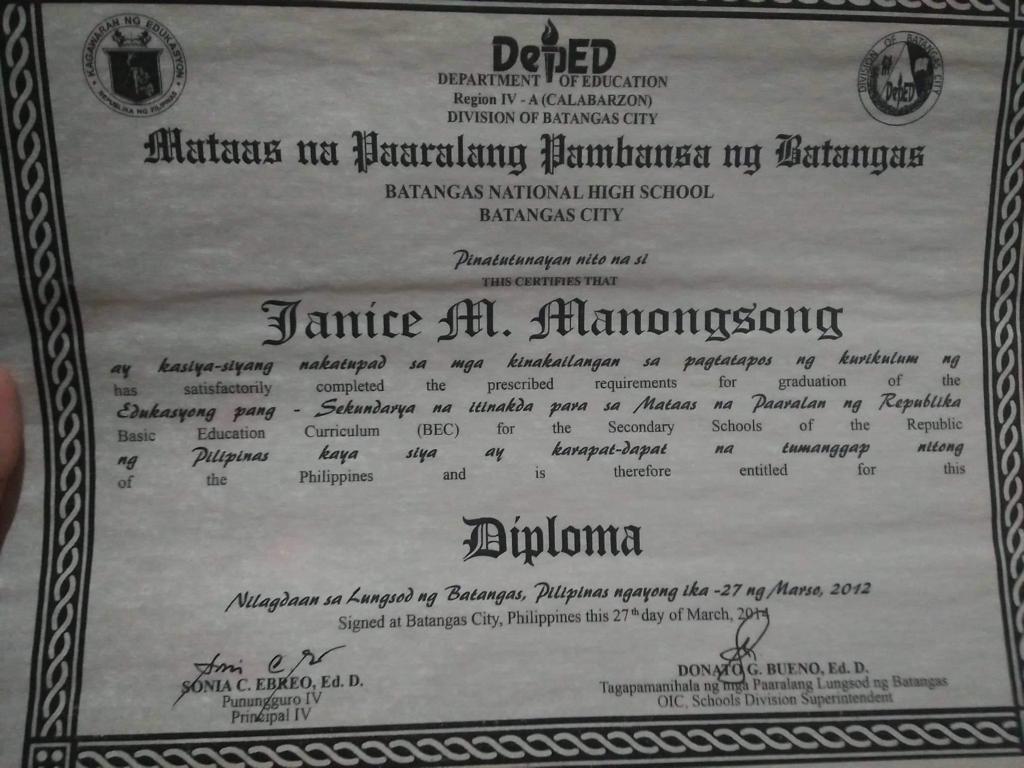 KAGAWARAN NG EDUKASYON
REPUBLIKA NG PILIPINAS
DepED
DEPARTMENT OF EDUCATION
Region IV - A (CALABARZON)
DIVISION OF BATANGAS CITY
DIVISION OF BATANGAS CITY
DepED
Mataas na Paaralang Pambansa ng Batangas
BATANGAS NATIONAL HIGH SCHOOL
BATANGAS CITY
Pinatutunayan nito na si
THIS CERTIFIES THAT
Janice M. Manongsong
ay kasiya-siyang nakatupad sa mga kinakailangan sa pagtatapos ng kurikulum ng
has satisfactorily completed the prescribed requirements for graduation of the
Edukasyong pang - Sekundarya na itinakda para sa Mataas na Paaralan ng Republika
Basic Education Curriculum (BEC) for the Secondary Schools of the Republic
ng Pilipinas kaya siya ay karapat-dapat na tumanggap nitong
of the Philippines and is therefore entitled for this
Diploma
Nilagdaan sa Lungsod ng Batangas, Pilipinas ngayong ika -27 ng Marso, 2012
Signed at Batangas City, Philippines this 27th day of March,
SONIA C. EBREO, Ed. D.
Punungguro IV
Principal IV
DONATO G. BUENO, Ed. D.
Tagapamanihala ng mga Paaralang Lungsod ng Batangas
OIC, Schools Division Superintendent